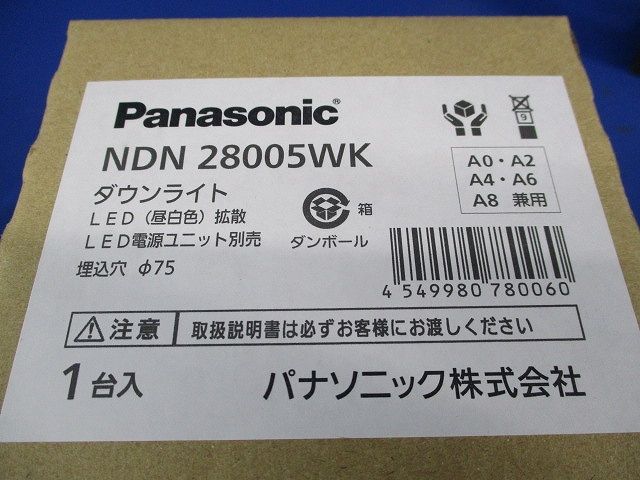 Panasonic®
NDN 28005WK
ダウンライト
LED（昼白色）拡散
LED電源ユニット別売
埋込穴 φ75
箱
ダンボール
9
A0・A2
A4・A6
A8 兼用
4 549980 780060
注意 取扱説明書は必ずお客様にお渡しください
1台入 パナソニック株式会社